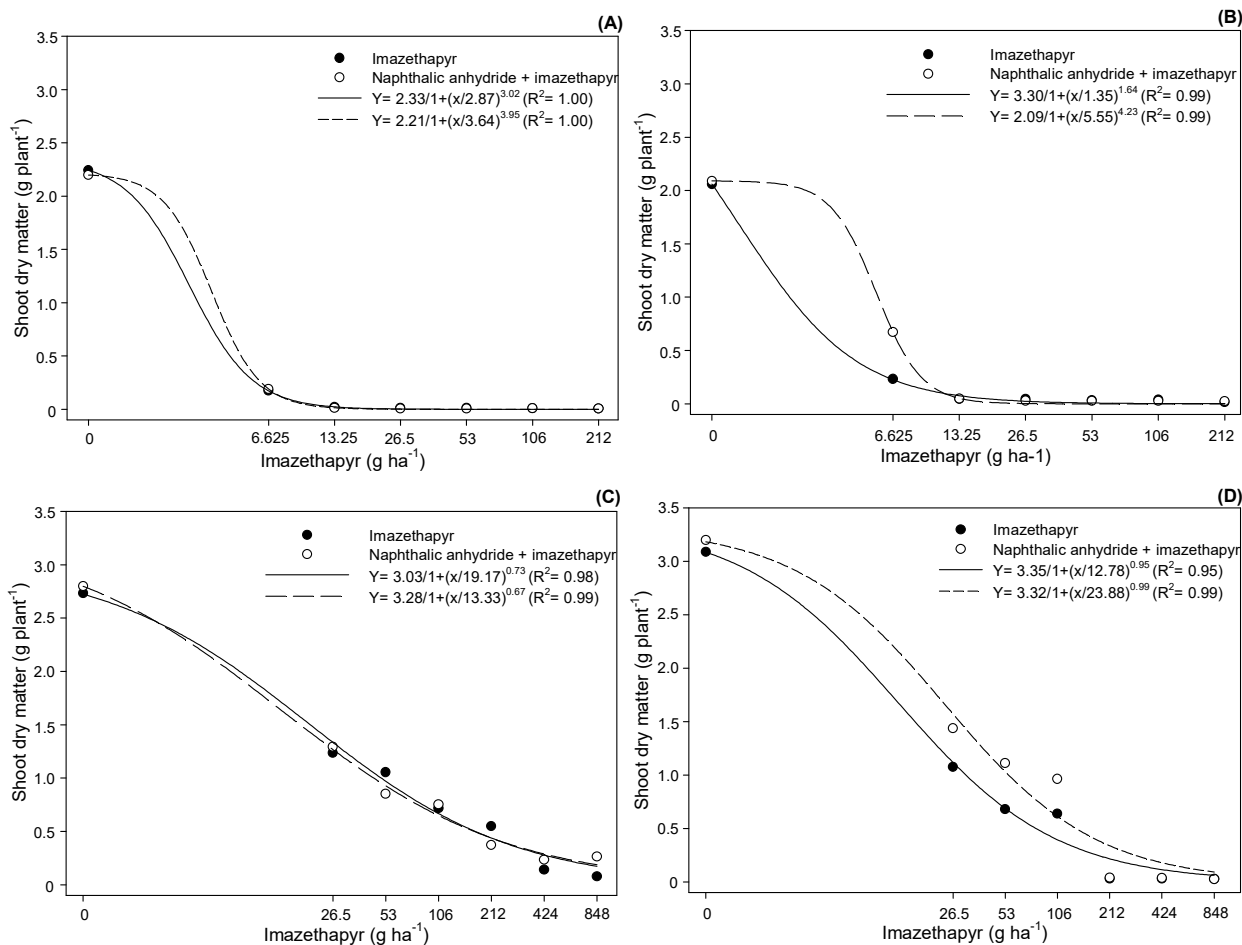 (A)
3.5
3.0
2.5
2.0
1.5
1.0
0.5
0
Shoot dry matter (g plant⁻¹)
Imazethapyr
Naphthalic anhydride + imazethapyr
Y= 2.33/1+(x/2.87)³·⁰² (R²= 1.00)
Y= 2.21/1+(x/3.64)³·⁹⁵ (R²= 1.00)
0 6.625 13.25 26.5 53 106 212
Imazethapyr (g ha⁻¹)
(B)
3.5
3.0
2.5
2.0
1.5
1.0
0.5
0
Shoot dry matter (g plant⁻¹)
Imazethapyr
Naphthalic anhydride + imazethapyr
Y= 3.30/1+(x/1.35)¹·⁶⁴ (R²= 0.99)
Y= 2.09/1+(x/5.55)⁴·²³ (R²= 0.99)
0 6.625 13.25 26.5 53 106 212
Imazethapyr (g ha-1)
(C)
3.5
3.0
2.5
2.0
1.5
1.0
0.5
0
Shoot dry matter (g plant⁻¹)
Imazethapyr
Naphthalic anhydride + imazethapyr
Y= 3.03/1+(x/19.17)⁰·⁷³ (R²= 0.98)
Y= 3.28/1+(x/13.33)⁰·⁶⁷ (R²= 0.99)
0 26.5 53 106 212 424 848
Imazethapyr (g ha⁻¹)
(D)
3.5
3.0
2.5
2.0
1.5
1.0
0.5
0
Shoot dry matter (g plant⁻¹)
Imazethapyr
Naphthalic anhydride + imazethapyr
Y= 3.35/1+(x/12.78)⁰·⁹⁵ (R²= 0.95)
Y= 3.32/1+(x/23.88)⁰·⁹⁹ (R²= 0.99)
0 26.5 53 106 212 424 848
Imazethapyr (g ha⁻¹)